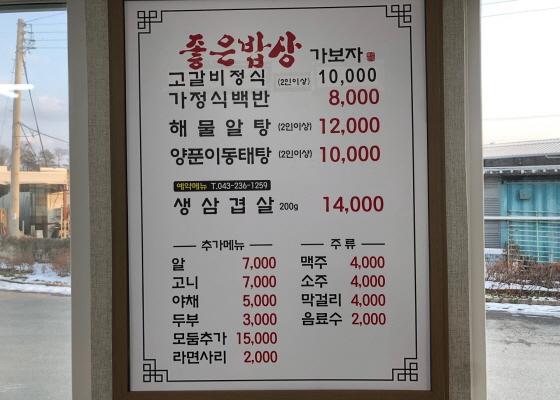 좋은밥상 가보자
고갈비정식 (2인이상) 10,000
가정식백반 8,000
해물알탕 (2인이상) 12,000
양푼이동태탕 (2인이상) 10,000
예약메뉴 T.043-236-1259
생삼겹살 200g 14,000
추가메뉴
알 7,000
고니 7,000
야채 5,000
두부 3,000
모둠추가 15,000
라면사리 2,000
주류
맥주 4,000
소주 4,000
막걸리 4,000
음료수 2,000